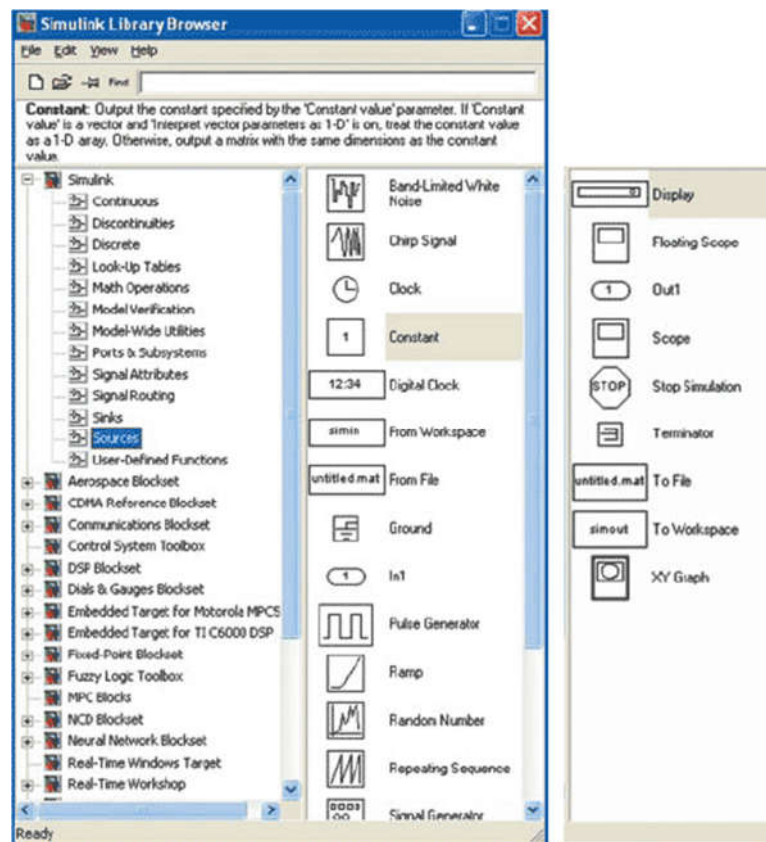 Simulink Library Browser
File Edit View Help
Find
Constant: Output the constant specified by the 'Constant value' parameter. If 'Constant
value' is a vector and 'Interpret vector parameters as 1-D' is on, treat the constant value
as a 1-D array. Otherwise, output a matrix with the same dimensions as the constant
value.
Simulink
Continuous
Discontinuities
Discrete
Look-Up Tables
Math Operations
Model Verification
Model-Wide Utilities
Ports & Subsystems
Signal Attributes
Signal Routing
Sinks
Sources
User-Defined Functions
Aerospace Blockset
CDMA Reference Blockset
Communications Blockset
Control System Toolbox
DSP Blockset
Dials & Gauges Blockset
Embedded Target for Motorola MPC5
Embedded Target for TI C6000 DSP
Fixed-Point Blockset
Fuzzy Logic Toolbox
MPC Blocks
NCD Blockset
Neural Network Blockset
Real-Time Windows Target
Real-Time Workshop
Band-Limited White
Noise
Chirp Signal
Clock
1 Constant
12:34 Digital Clock
simin From Workspace
untitled.mat From File
Ground
1 In1
Pulse Generator
Ramp
Random Number
Repeating Sequence
Signal Generator
Ready
Display
Floating Scope
1 Out1
Scope
STOP Stop Simulation
Terminator
untitled.mat To File
simout To Workspace
XY Graph